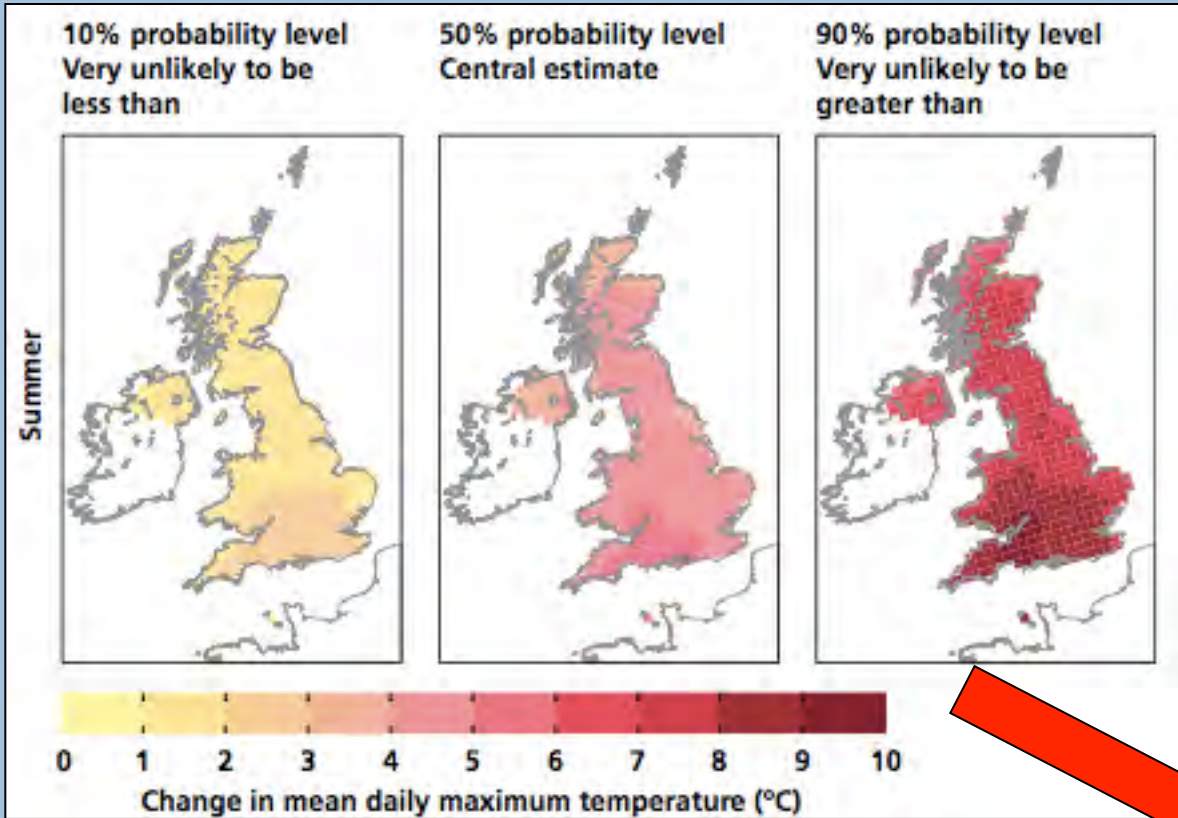 10% probability level
Very unlikely to be
less than
50% probability level
Central estimate
90% probability level
Very unlikely to be
greater than
Summer
0 1 2 3 4 5 6 7 8 9 10
Change in mean daily maximum temperature (ºC)